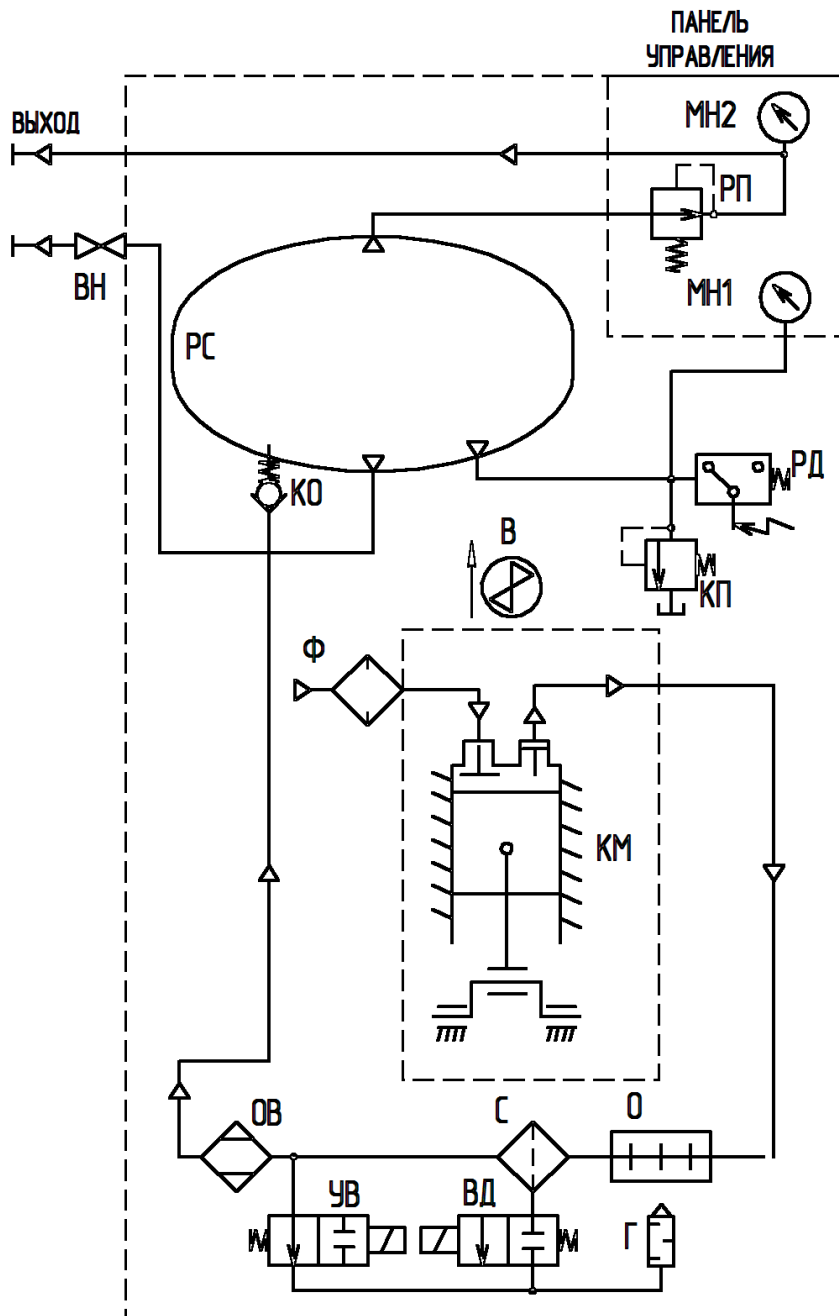 ПАНЕЛЬ
УПРАВЛЕНИЯ
МН2
ВЫХОД
РП
ВН
МН1
РС
РД
КО
В
КП
Ф
КМ
ОВ
С
О
УВ
ВД
Г